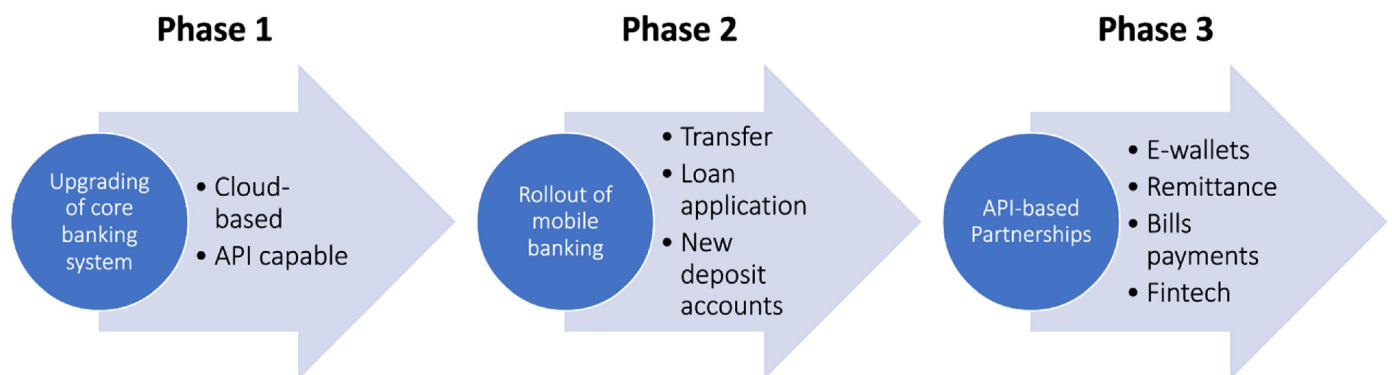 Phase 1
Upgrading
of core
banking
system
• Cloud-
based
• API capable
Phase 2
Rollout of
mobile
banking
• Transfer
• Loan
application
• New
deposit
accounts
Phase 3
API-based
Partnerships
• E-wallets
• Remittance
• Bills
payments
• Fintech